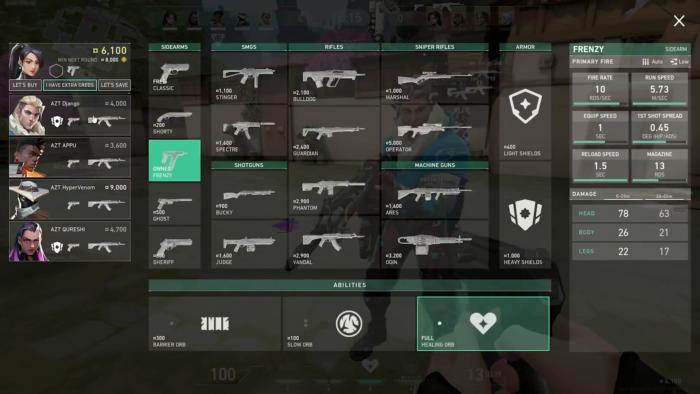 6,100
MIN NEXT ROUND: 8,000
LET'S BUY
I HAVE EXTRA CREDS
LET'S SAVE
AZT Django
4,000
AZT APPU
3,600
AZT HyperVenom
9,000
AZT QURESHI
4,700
SIDEARMS
SMGS
RIFLES
SNIPER RIFLES
ARMOR
FREE
CLASSIC
1,100
STINGER
2,100
BULLDOG
MARSHAL
200
SHORTY
1,600
SPECTRE
2,400
GUARDIAN
5,000
OPERATOR
400
LIGHT SHIELDS
OWNED
FRENZY
SHOTGUNS
MACHINE GUNS
500
GHOST
900
BUCKY
2,900
PHANTOM
1,600
ARES
SHERIFF
1,600
JUDGE
2,900
VANDAL
3,200
ODIN
1,000
HEAVY SHIELDS
ABILITIES
300
BARRIER ORB
100
SLOW ORB
FULL
HEALING ORB
100
13
FRENZY
SIDEARM
PRIMARY FIRE
Auto
Low
FIRE RATE
10
RDS/SEC
RUN SPEED
5.73
M/SEC
EQUIP SPEED
1
SEC
1ST SHOT SPREAD
0.45
DEG (HIP/ADS)
RELOAD SPEED
1.5
SEC
MAGAZINE
13
RDS
DAMAGE
HEAD 78 63
BODY 26 21
LEGS 22 17